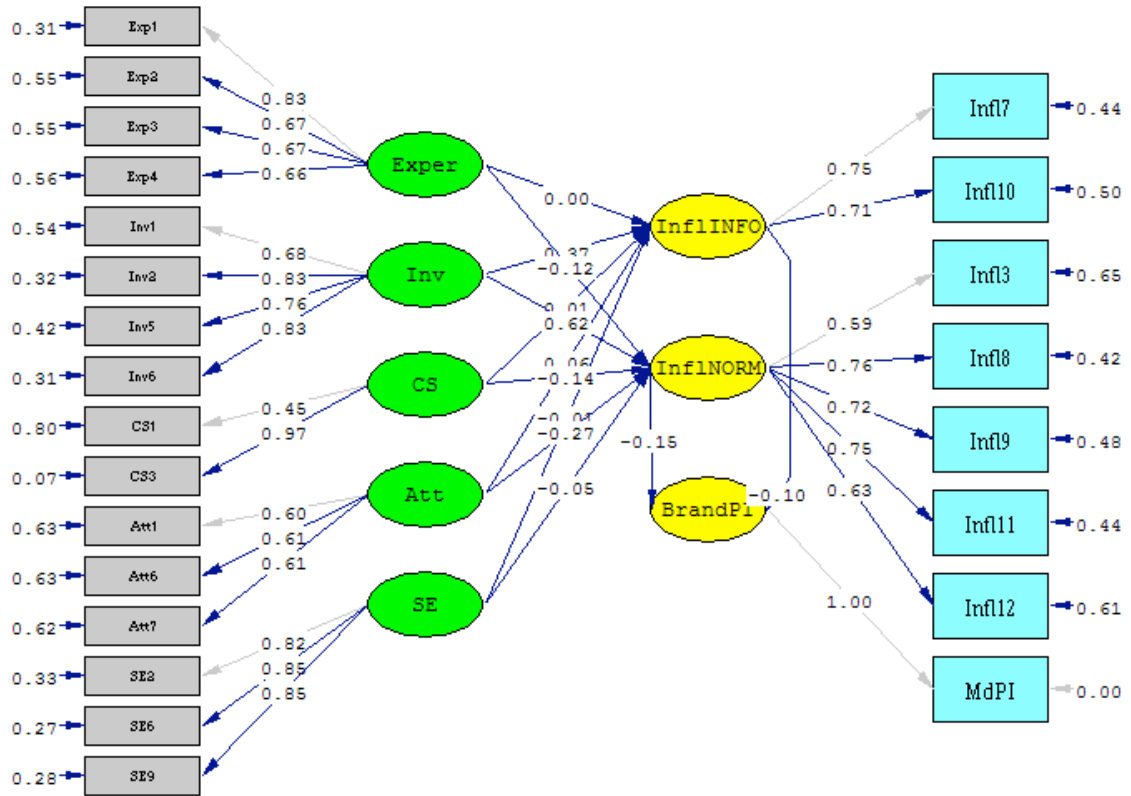 0.31 Exp1
0.55 Exp2
0.55 Exp3
0.56 Exp4
0.54 Inv1
0.32 Inv2
0.42 Inv5
0.31 Inv6
0.80 CS1
0.07 CS3
0.63 Att1
0.63 Att6
0.62 Att7
0.33 SE2
0.27 SE6
0.28 SE9
0.83
0.67
0.67
0.66
0.68
0.83
0.76
0.83
0.45
0.97
0.60
0.61
0.61
0.82
0.85
0.85
Exper
Inv
CS
Att
SE
0.00
0.37
-0.12
0.01
0.62
0.06
-0.14
-0.27
-0.05
InflINFO
InflNORM
-0.15
BrandPI
-0.10
0.75
0.71
0.59
0.76
0.72
0.75
0.63
1.00
Infl7 0.44
Infl10 0.50
Infl3 0.65
Infl8 0.42
Infl9 0.48
Infl11 0.44
Infl12 0.61
MdPI 0.00